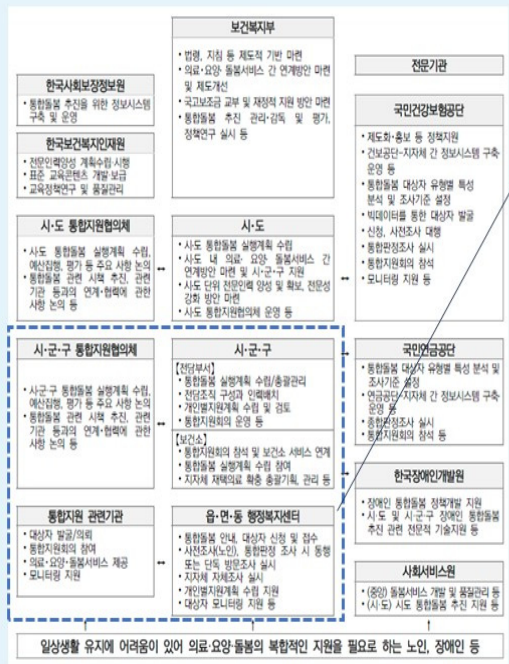 보건복지부
• 법령, 지침 등 제도적 기반 마련
• 의료·요양·돌봄서비스 간 연계방안 마련
및 제도개선
• 국고보조금 교부 및 재정적 지원 방안 마련
• 통합돌봄 추진 관리·감독 및 평가,
정책연구 실시 등
한국사회보장정보원
• 통합돌봄 추진을 위한 정보시스템
구축 및 운영
한국보건복지인재원
• 전문인력양성 계획수립·시행
• 표준 교육콘텐츠 개발·보급
• 교육정책연구 및 품질관리
전문기관
국민건강보험공단
• 제도화·홍보 등 정책지원
• 건보공단-지자체 간 정보시스템 구축·
운영 등
• 통합돌봄 대상자 유형별 특성
분석 및 조사기준 설정
• 빅데이터를 통한 대상자 발굴
• 신청, 사전조사 대행
• 통합판정조사 실시
• 통합지원회의 참석
• 모니터링 지원 등
시·도 통합지원협의체
• 시·도 통합돌봄 실행계획 수립,
예산집행, 평가 등 주요 사항 논의
• 통합돌봄 관련 시책 추진, 관련
기관 등과의 연계·협력에 관한
사항 논의 등
↔
시·도
• 시·도 통합돌봄 실행계획 수립
• 시·도 내 의료·요양·돌봄서비스 간
연계방안 마련 및 시·군·구 지원
• 시·도 단위 전문인력 양성 및 확보, 전문성
강화 방안 마련
• 시·도 통합지원협의체 운영 등
↔
시·군·구 통합지원협의체
• 시·군·구 통합돌봄 실행계획 수립,
예산집행, 평가 등 주요 사항 논의
• 통합돌봄 관련 시책 추진, 관련
기관 등과의 연계·협력에 관한
사항 논의 등
↔
시·군·구
【전담부서】
• 통합돌봄 실행계획 수립/총괄관리
• 전담조직 구성과 인력배치
• 개인별지원계획 수립 및 검토
• 통합지원회의 운영 등
【보건소】
• 통합지원회의 참석 및 보건소 서비스 연계
• 통합돌봄 실행계획 수립 참여
• 지자체 재택의료 확충 총괄기획, 관리 등
↔
국민연금공단
• 통합돌봄 대상자 유형별 특성 분석 및
조사기준 설정
• 연금공단-지자체 간 정보시스템 구축·
운영 등
• 종합판정조사 실시
• 통합지원회의 참석 등
↔
한국장애인개발원
• 장애인 통합돌봄 정책개발 지원
• 시·도 및 시·군·구 장애인 통합돌봄
추진 관련 전문적 기술지원 등
통합지원 관련기관
• 대상자 발굴/의뢰
• 통합지원회의 참여
• 의료·요양·돌봄서비스 제공
• 모니터링 지원
↔
읍·면·동 행정복지센터
• 통합돌봄 안내, 대상자 신청 및 접수
• 사전조사(노인), 통합판정 조사 시 동행
또는 단독 방문조사 실시
• 지자체 자체조사 실시
• 개인별지원계획 수립 지원
• 대상자 모니터링 지원 등
사회서비스원
• (중앙) 돌봄서비스 개발 및 품질관리 등
• (시·도) 시도 통합돌봄 추진 지원 등
일상생활 유지에 어려움이 있어 의료·요양·돌봄의 복합적인 지원을 필요로 하는 노인, 장애인 등